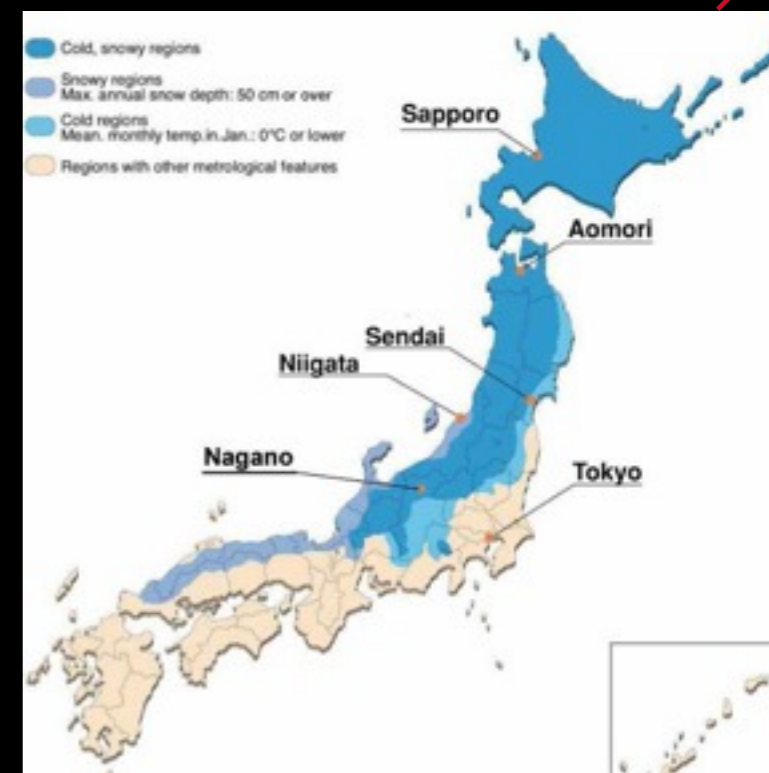 Cold, snowy regions
Snowy regions
Max. annual snow depth: 50 cm or over
Cold regions
Mean. monthly temp.in.Jan.: 0°C or lower
Regions with other metrological features
Sapporo
Aomori
Sendai
Niigata
Nagano
Tokyo